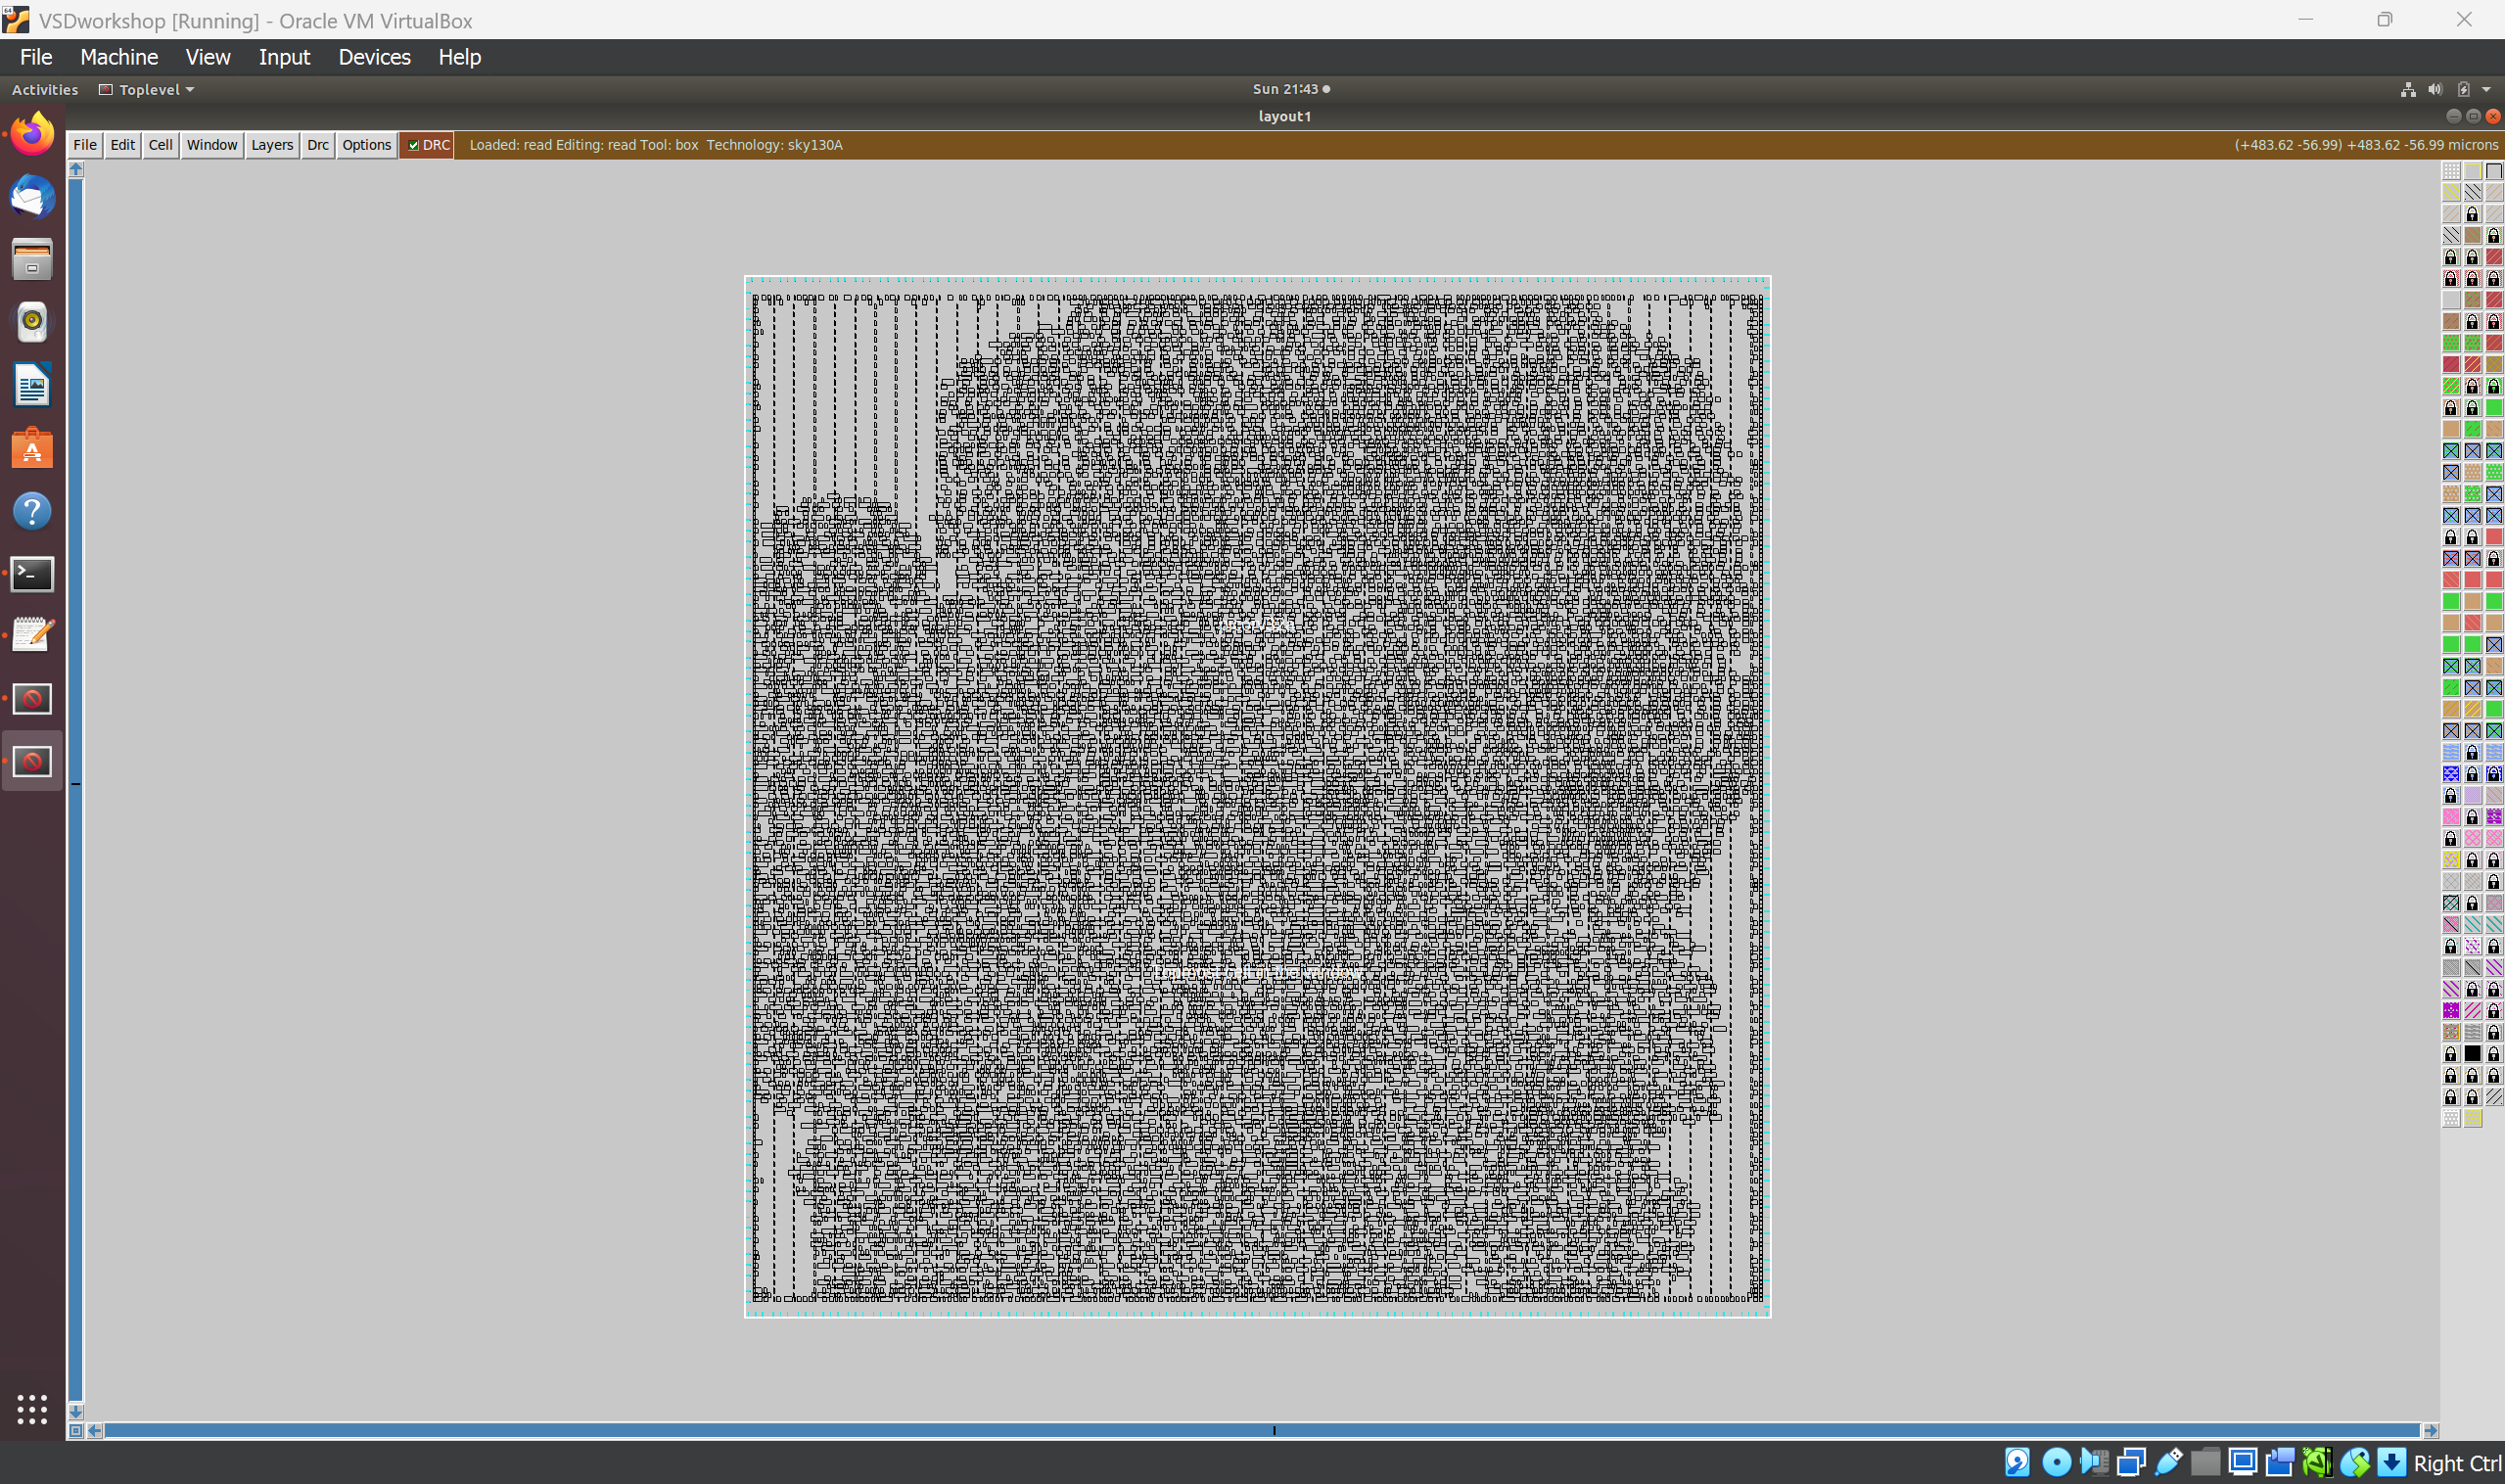 VSDworkshop [Running] - Oracle VM VirtualBox
File Machine View Input Devices Help
Activities Toplevel Sun 21:43
layout1
File Edit Cell Window Layers Drc Options DRC Loaded: read Editing: read Tool: box Technology: sky130A (+483.62 -56.99) +483.62 -56.99 microns
Right Ctrl